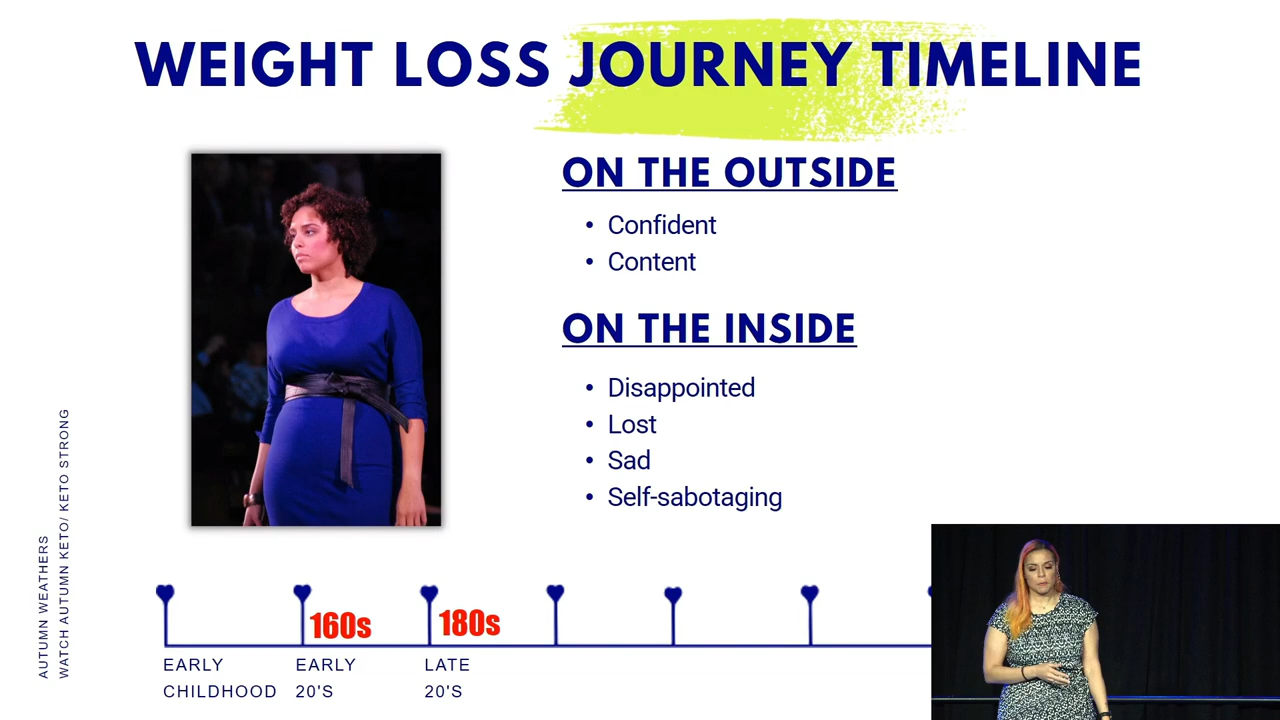 WEIGHT LOSS JOURNEY TIMELINE
ON THE OUTSIDE
• Confident
• Content
ON THE INSIDE
• Disappointed
• Lost
• Sad
• Self-sabotaging
AUTUMN WEATHERS
WATCH AUTUMN KETO/ KETO STRONG
160s
180s
EARLY
CHILDHOOD
EARLY
20'S
LATE
20'S